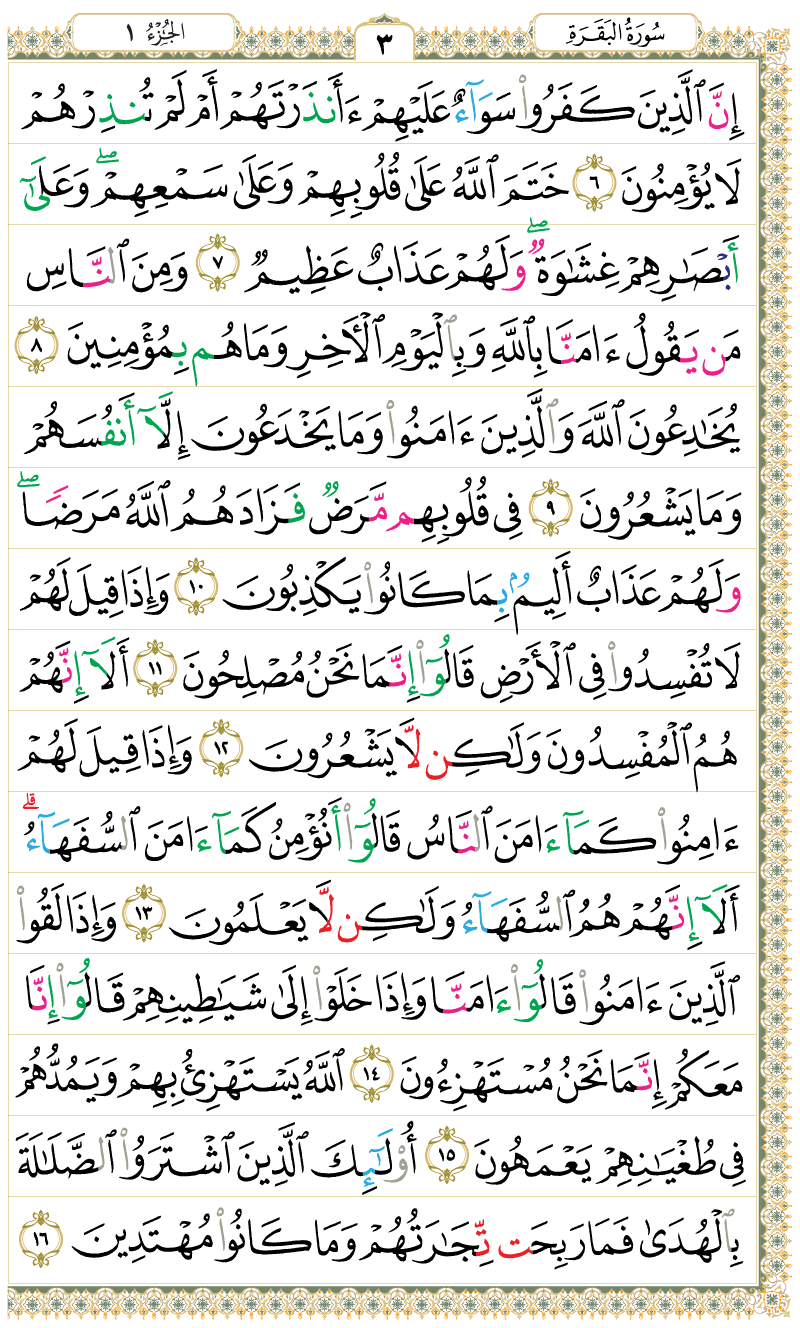 سُورَةُ البَقَرَةِ ٣ الجُزْءُ ١
إِنَّ ٱلَّذِينَ كَفَرُوا۟ سَوَآءٌ عَلَيْهِمْ ءَأَنذَرْتَهُمْ أَمْ لَمْ تُنذِرْهُمْ
لَا يُؤْمِنُونَ ٦ خَتَمَ ٱللَّهُ عَلَىٰ قُلُوبِهِمْ وَعَلَىٰ سَمْعِهِمْ ۖ وَعَلَىٰٓ
أَبْصَـٰرِهِمْ غِشَـٰوَةٌ ۖ وَلَهُمْ عَذَابٌ عَظِيمٌ ٧ وَمِنَ ٱلنَّاسِ
مَن يَقُولُ ءَامَنَّا بِٱللَّهِ وَبِٱلْيَوْمِ ٱلْـَٔاخِرِ وَمَا هُم بِمُؤْمِنِينَ ٨
يُخَـٰدِعُونَ ٱللَّهَ وَٱلَّذِينَ ءَامَنُوا۟ وَمَا يَخْدَعُونَ إِلَّآ أَنفُسَهُمْ
وَمَا يَشْعُرُونَ ٩ فِى قُلُوبِهِم مَّرَضٌ فَزَادَهُمُ ٱللَّهُ مَرَضًا ۖ
وَلَهُمْ عَذَابٌ أَلِيمٌۢ بِمَا كَانُوا۟ يَكْذِبُونَ ١٠ وَإِذَا قِيلَ لَهُمْ
لَا تُفْسِدُوا۟ فِى ٱلْأَرْضِ قَالُوٓا۟ إِنَّمَا نَحْنُ مُصْلِحُونَ ١١ أَلَآ إِنَّهُمْ
هُمُ ٱلْمُفْسِدُونَ وَلَـٰكِن لَّا يَشْعُرُونَ ١٢ وَإِذَا قِيلَ لَهُمْ
ءَامِنُوا۟ كَمَآ ءَامَنَ ٱلنَّاسُ قَالُوٓا۟ أَنُؤْمِنُ كَمَآ ءَامَنَ ٱلسُّفَهَآءُ ۗ
أَلَآ إِنَّهُمْ هُمُ ٱلسُّفَهَآءُ وَلَـٰكِن لَّا يَعْلَمُونَ ١٣ وَإِذَا لَقُوا۟
ٱلَّذِينَ ءَامَنُوا۟ قَالُوٓا۟ ءَامَنَّا وَإِذَا خَلَوْا۟ إِلَىٰ شَيَـٰطِينِهِمْ قَالُوٓا۟ إِنَّا
مَعَكُمْ إِنَّمَا نَحْنُ مُسْتَهْزِءُونَ ١٤ ٱللَّهُ يَسْتَهْزِئُ بِهِمْ وَيَمُدُّهُمْ
فِى طُغْيَـٰنِهِمْ يَعْمَهُونَ ١٥ أُو۟لَـٰٓئِكَ ٱلَّذِينَ ٱشْتَرَوُا۟ ٱلضَّلَـٰلَةَ
بِٱلْهُدَىٰ فَمَا رَبِحَت تِّجَـٰرَتُهُمْ وَمَا كَانُوا۟ مُهْتَدِينَ ١٦